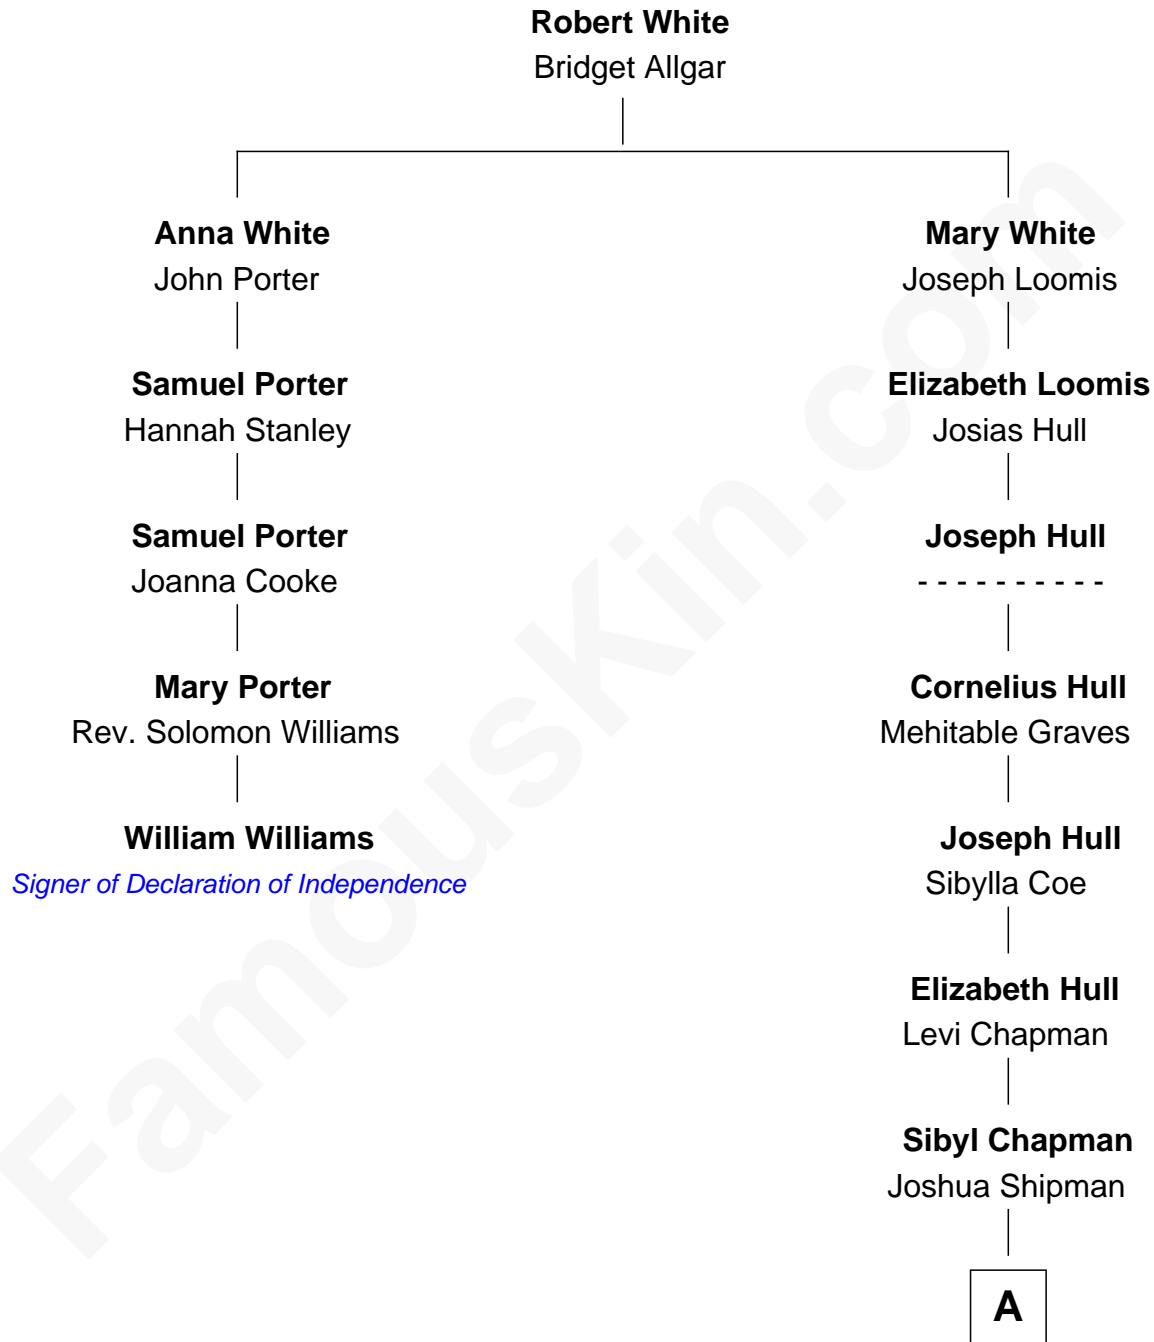 Robert White
Bridget Allgar
Anna White
John Porter
Samuel Porter
Hannah Stanley
Samuel Porter
Joanna Cooke
Mary Porter
Rev. Solomon Williams
William Williams
Signer of Declaration of Independence
Mary White
Joseph Loomis
Elizabeth Loomis
Josias Hull
Joseph Hull
- - - - - - - - - -
Cornelius Hull
Mehitable Graves
Joseph Hull
Sibylla Coe
Elizabeth Hull
Levi Chapman
Sibyl Chapman
Joshua Shipman
A
FamousKin.com